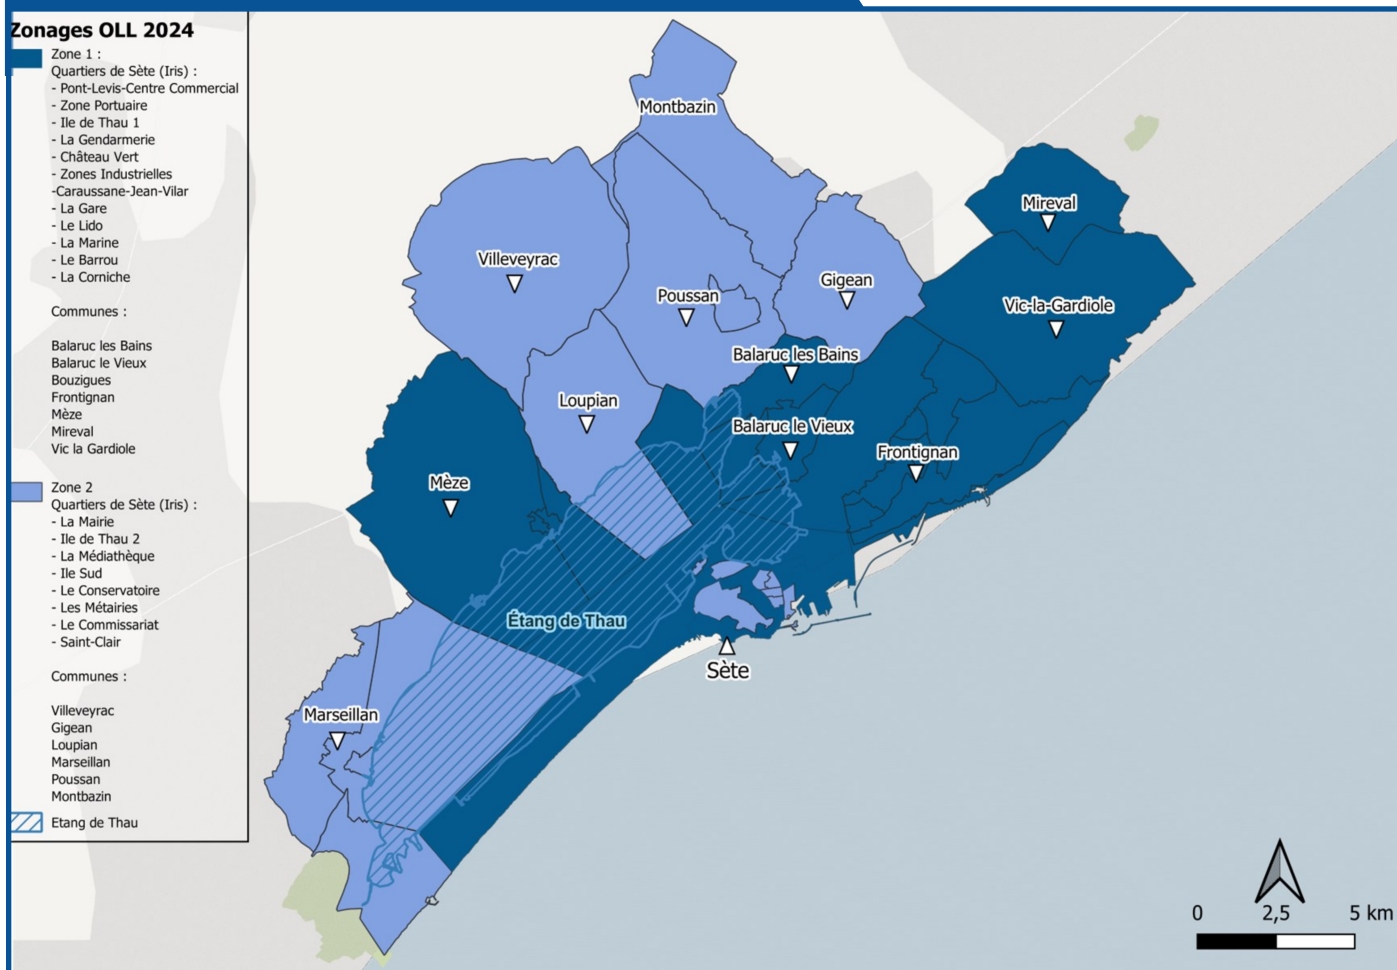 Zonages OLL 2024
Zone 1 :
Quartiers de Sète (Iris) :
- Pont-Levis-Centre Commercial
- Zone Portuaire
- Ile de Thau 1
- La Gendarmerie
- Château Vert
- Zones Industrielles
-Caraussane-Jean-Vilar
- La Gare
- Le Lido
- La Marine
- Le Barrou
- La Corniche
Communes :
Balaruc les Bains
Balaruc le Vieux
Bouzigues
Frontignan
Mèze
Mireval
Vic la Gardiole
Zone 2
Quartiers de Sète (Iris) :
- La Mairie
- Ile de Thau 2
- La Médiathèque
- Ile Sud
- Le Conservatoire
- Les Métairies
- Le Commissariat
- Saint-Clair
Communes :
Villeveyrac
Gigean
Loupian
Marseillan
Poussan
Montbazin
Etang de Thau
Montbazin
Mireval
Villeveyrac
Gigean
Poussan
Vic-la-Gardiole
Balaruc les Bains
Loupian
Balaruc le Vieux
Frontignan
Mèze
Étang de Thau
Sète
Marseillan
0 2,5 5 km